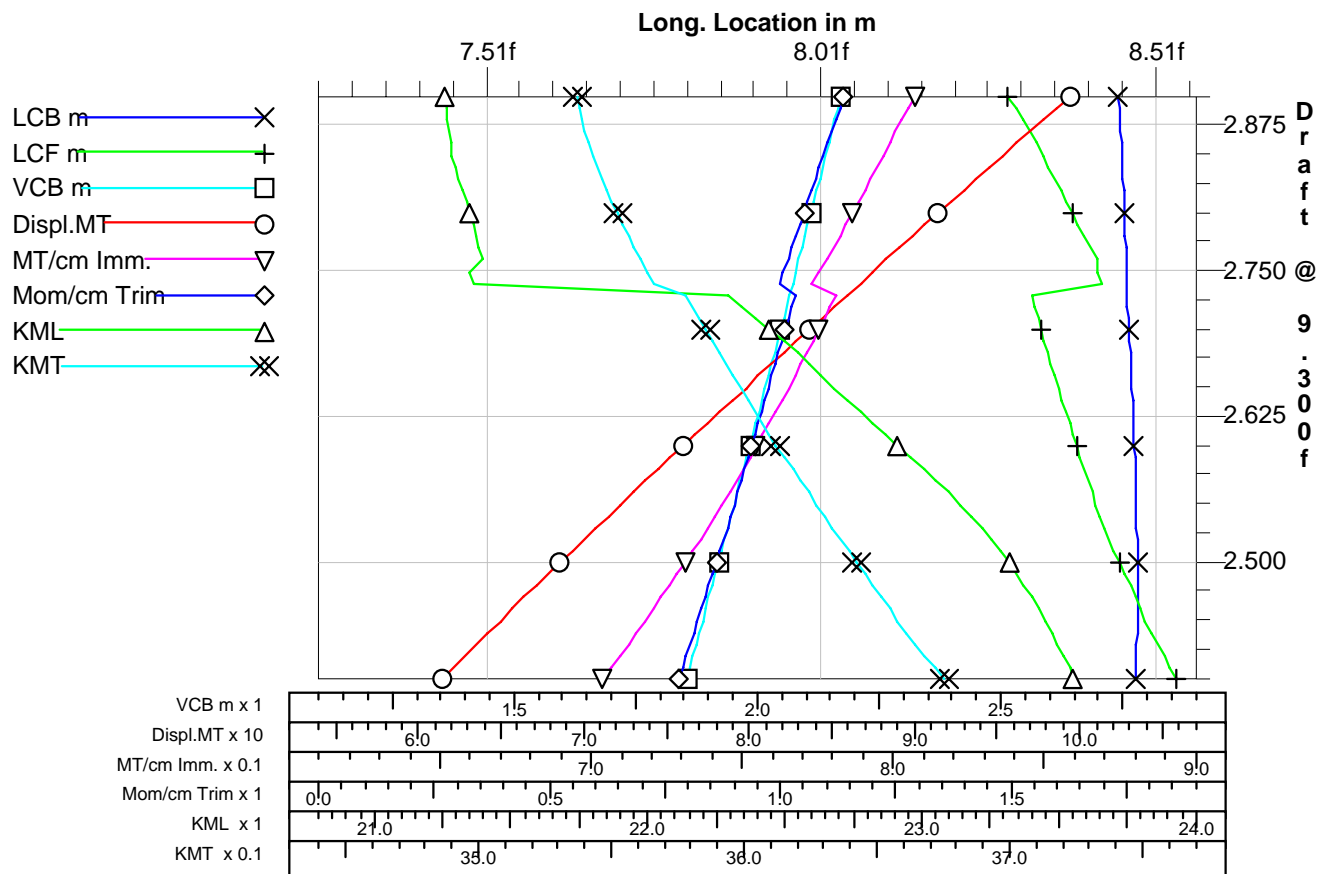 Long. Location in m
7.51f 8.01f 8.51f
LCB m
LCF m
VCB m
Displ.MT
MT/cm Imm.
Mom/cm Trim
KML
KMT
2.875
2.750
2.625
2.500
Draft @ 9.300f
VCB m x 1 1.5 2.0 2.5
Displ.MT x 10 6.0 7.0 8.0 9.0 10.0
MT/cm Imm. x 0.1 7.0 8.0 9.0
Mom/cm Trim x 1 0.0 0.5 1.0 1.5
KML x 1 21.0 22.0 23.0 24.0
KMT x 0.1 35.0 36.0 37.0